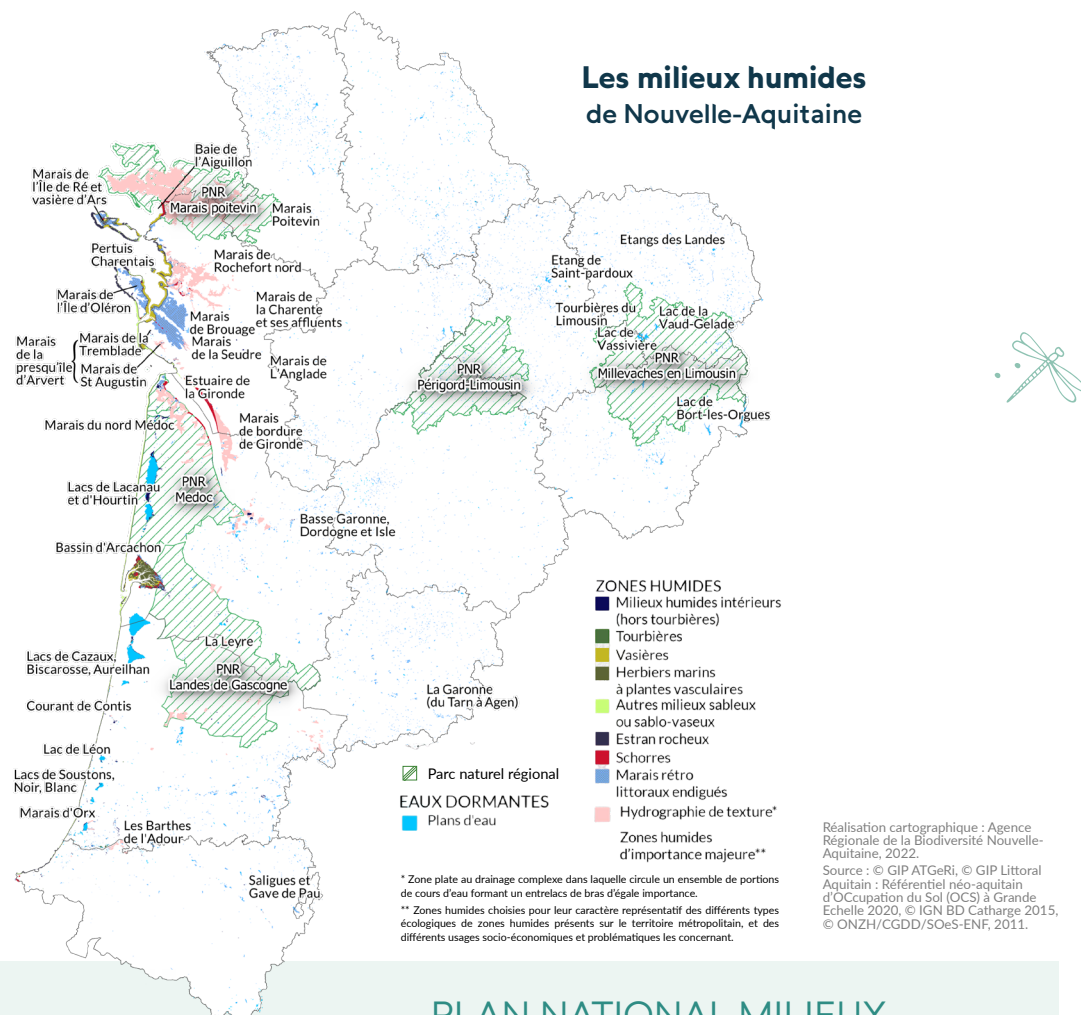 Les milieux humides
de Nouvelle-Aquitaine
Baie de
l'Aiguillon
Marais de
l'Île de Ré et
vasière d'Ars
PNR
Marais poitevin
Marais
Poitevin
Pertuis
Charentais
Marais de
Rochefort nord
Etangs des Landes
Etang de
Saint-pardoux
Marais de
l'Île d'Oléron
Marais de
la Charente
et ses affluents
Tourbières du
Limousin
Lac de la
Vaud-Gelade
Marais
de Brouage
Marais
de la Seudre
Lac de
Vassivière
Marais
de la
presqu'île
d'Arvert
Marais de la
Tremblade
Marais de
St Augustin
Marais de
L'Anglade
PNR
Périgord-Limousin
PNR
Millevaches en Limousin
Estuaire de
la Gironde
Lac de
Bort-les-Orgues
Marais du nord Médoc
Marais
de bordure
de Gironde
PNR
Medoc
Lacs de Lacanau
et d'Hourtin
Basse Garonne,
Dordogne et Isle
Bassin d'Arcachon
La Leyre
Lacs de Cazaux,
Biscarosse, Aureilhan
PNR
Landes de Gascogne
La Garonne
(du Tarn à Agen)
Courant de Contis
Lac de Léon
Lacs de Soustons,
Noir, Blanc
Marais d'Orx
Les Barthes
de l'Adour
Saligues et
Gave de Pau
ZONES HUMIDES
Milieux humides intérieurs
(hors tourbières)
Tourbières
Vasières
Herbiers marins
à plantes vasculaires
Autres milieux sableux
ou sablo-vaseux
Estran rocheux
Schorres
Marais rétro
littoraux endigués
Hydrographie de texture*
Zones humides
d'importance majeure**
Parc naturel régional
EAUX DORMANTES
Plans d'eau
* Zone plate au drainage complexe dans laquelle circule un ensemble de portions
de cours d'eau formant un entrelacs de bras d'égale importance.
** Zones humides choisies pour leur caractère représentatif des différents types
écologiques de zones humides présents sur le territoire métropolitain, et des
différents usages socio-économiques et problématiques les concernant.
Réalisation cartographique : Agence
Régionale de la Biodiversité Nouvelle-
Aquitaine, 2022.
Source : © GIP ATGeRi, © GIP Littoral
Aquitain : Référentiel néo-aquitain
d'OCcupation du Sol (OCS) à Grande
Echelle 2020, © IGN BD Catharge 2015,
© ONZH/CGDD/SOeS-ENF, 2011.
PLAN NATIONAL MILIEUX